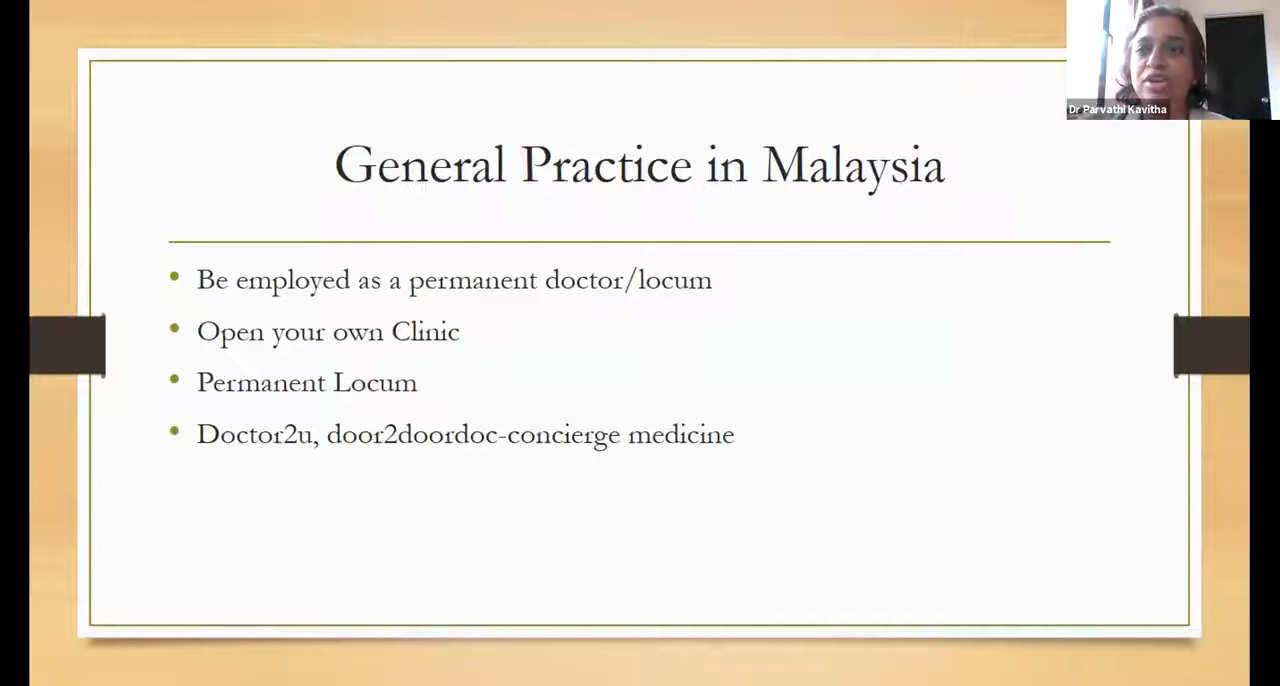 Dr Parvathi Kavitha
General Practice in Malaysia
Be employed as a permanent doctor/locum
Open your own Clinic
Permanent Locum
Doctor2u, door2doordoc-concierge medicine